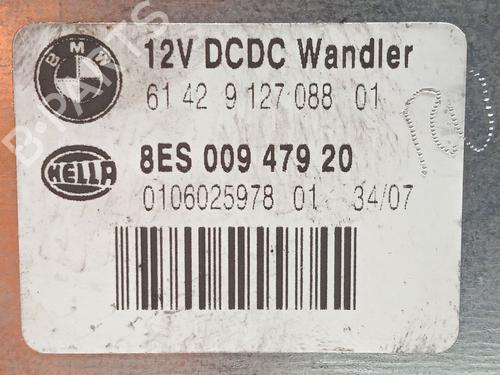 BMW
12V DCDC Wandler
61 42 9 127 088 01
HELLA
8ES 009 479 20
0106025978 01 34/07
B-PARTS